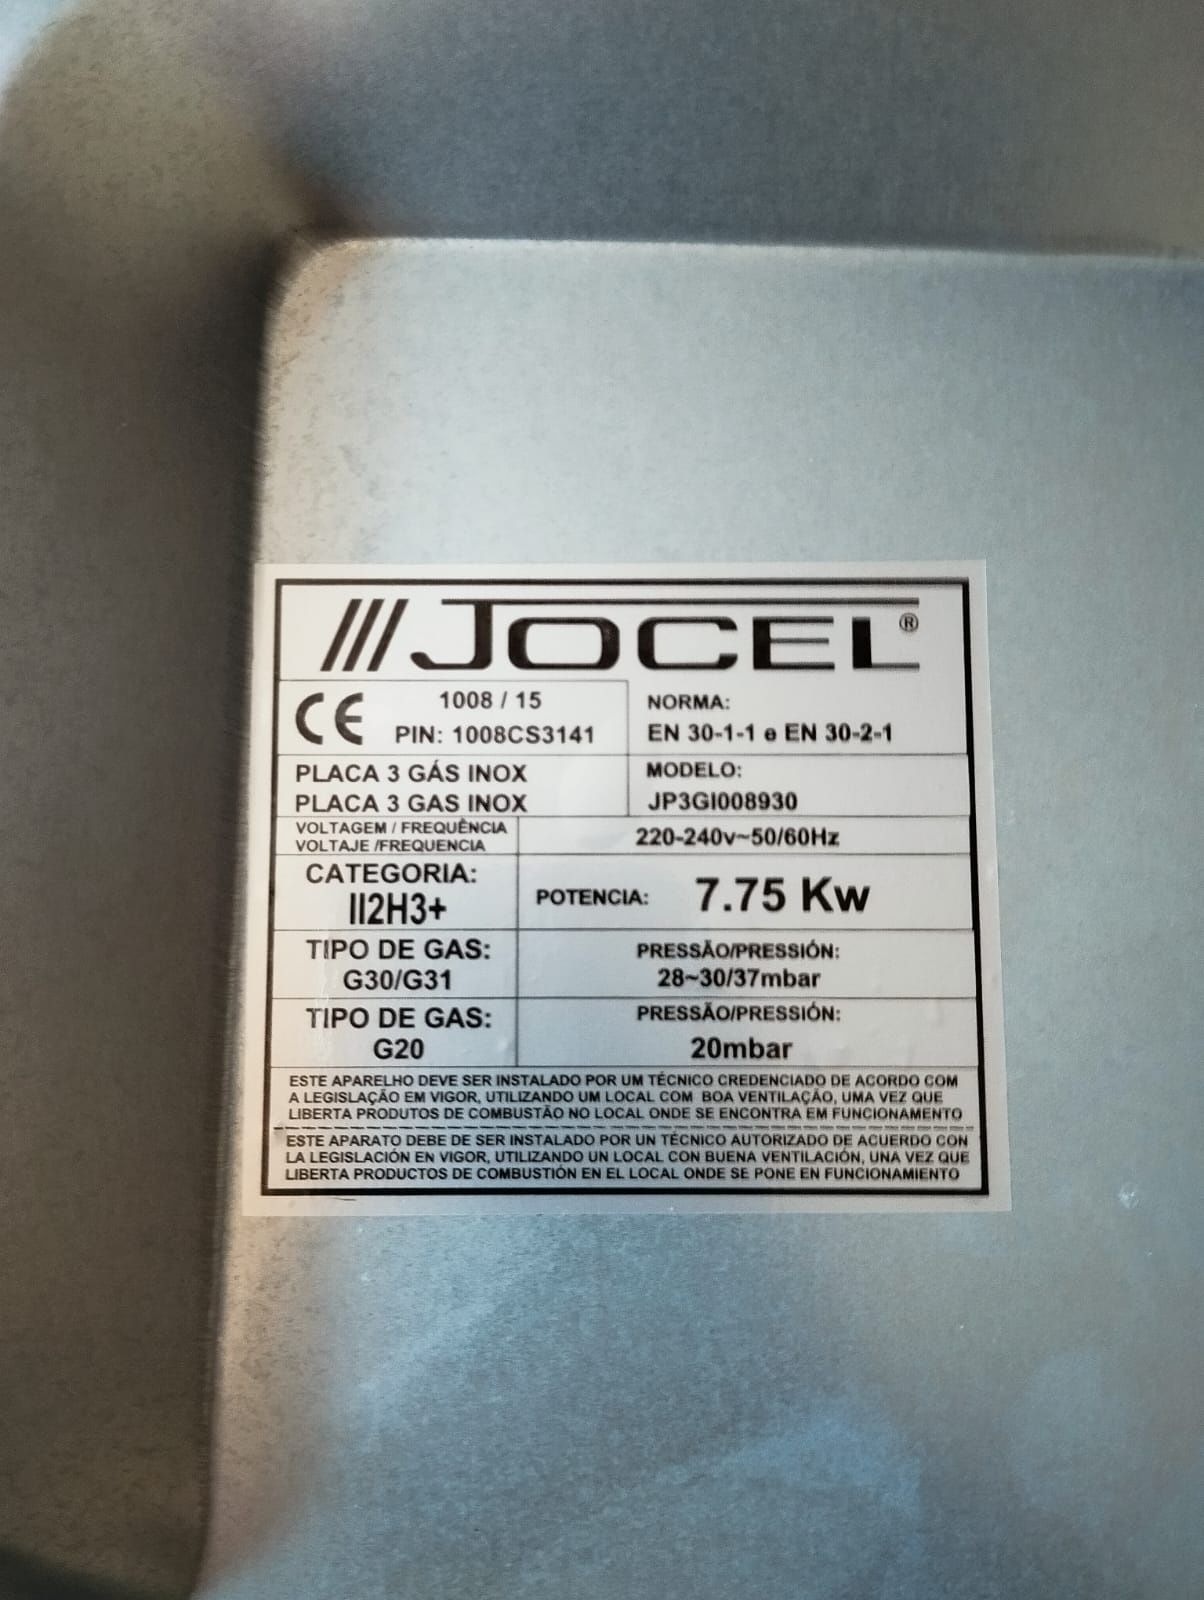 JOCEL®
CE
1008 / 15
PIN: 1008CS3141
NORMA:
EN 30-1-1 e EN 30-2-1
PLACA 3 GÁS INOX
PLACA 3 GAS INOX
MODELO:
JP3GI008930
VOLTAGEM / FREQUÊNCIA
VOLTAJE /FREQUENCIA
220-240v~50/60Hz
CATEGORIA:
II2H3+
POTENCIA: 7.75 Kw
TIPO DE GAS:
G30/G31
PRESSÃO/PRESSIÓN:
28~30/37mbar
TIPO DE GAS:
G20
PRESSÃO/PRESSIÓN:
20mbar
ESTE APARELHO DEVE SER INSTALADO POR UM TÉCNICO CREDENCIADO DE ACORDO COM
A LEGISLAÇÃO EM VIGOR, UTILIZANDO UM LOCAL COM BOA VENTILAÇÃO, UMA VEZ QUE
LIBERTA PRODUTOS DE COMBUSTÃO NO LOCAL ONDE SE ENCONTRA EM FUNCIONAMENTO
ESTE APARATO DEBE DE SER INSTALADO POR UN TÉCNICO AUTORIZADO DE ACUERDO CON
LA LEGISLACIÓN EN VIGOR, UTILIZANDO UN LOCAL CON BUENA VENTILACIÓN, UNA VEZ QUE
LIBERTA PRODUCTOS DE COMBUSTIÓN EN EL LOCAL ONDE SE PONE EN FUNCIONAMIENTO